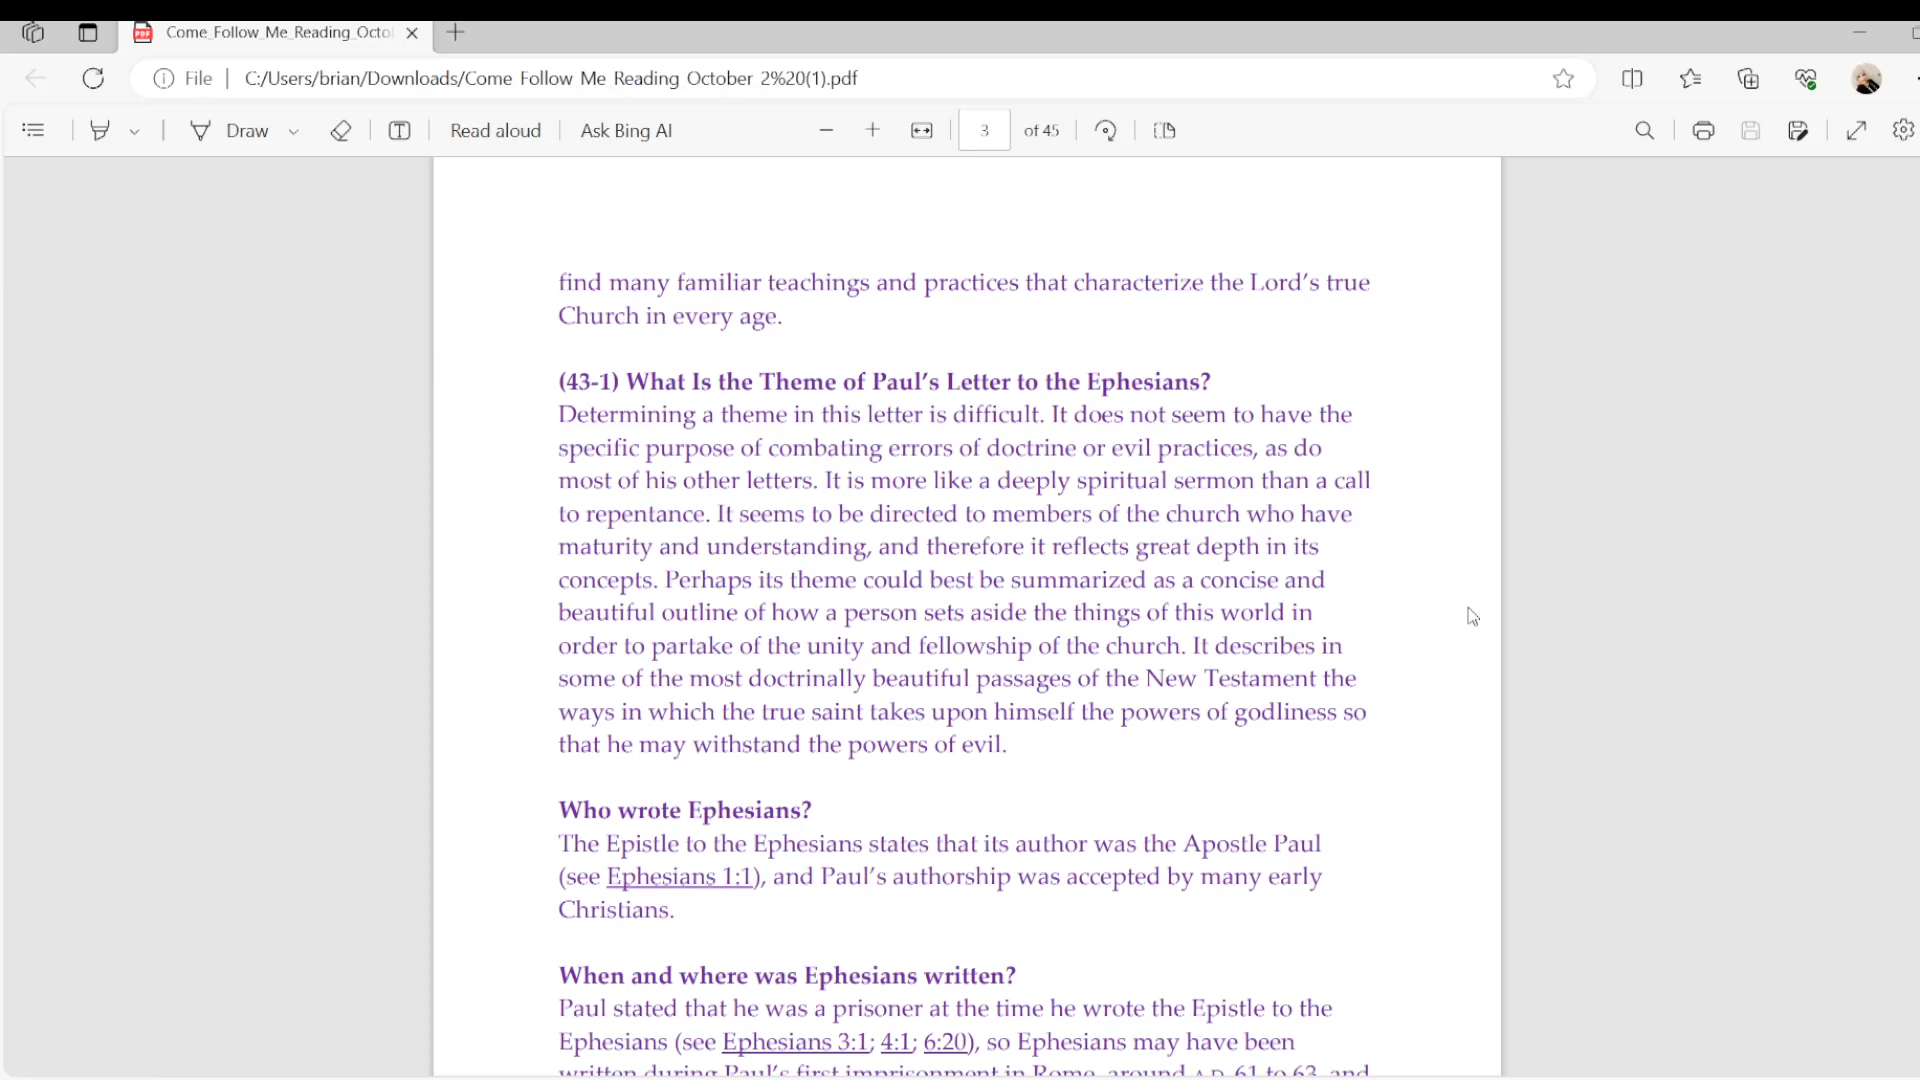 Come_Follow_Me_Reading_Octo
File
C:/Users/brian/Downloads/Come Follow Me Reading October 2%20(1).pdf
Draw
Read aloud
Ask Bing AI
3 of 45
find many familiar teachings and practices that characterize the Lord’s true
Church in every age.
(43-1) What Is the Theme of Paul’s Letter to the Ephesians?
Determining a theme in this letter is difficult. It does not seem to have the
specific purpose of combating errors of doctrine or evil practices, as do
most of his other letters. It is more like a deeply spiritual sermon than a call
to repentance. It seems to be directed to members of the church who have
maturity and understanding, and therefore it reflects great depth in its
concepts. Perhaps its theme could best be summarized as a concise and
beautiful outline of how a person sets aside the things of this world in
order to partake of the unity and fellowship of the church. It describes in
some of the most doctrinally beautiful passages of the New Testament the
ways in which the true saint takes upon himself the powers of godliness so
that he may withstand the powers of evil.
Who wrote Ephesians?
The Epistle to the Ephesians states that its author was the Apostle Paul
(see Ephesians 1:1), and Paul’s authorship was accepted by many early
Christians.
When and where was Ephesians written?
Paul stated that he was a prisoner at the time he wrote the Epistle to the
Ephesians (see Ephesians 3:1; 4:1; 6:20), so Ephesians may have been
written during Paul’s first imprisonment in Rome, around A.D. 61 to 63, and